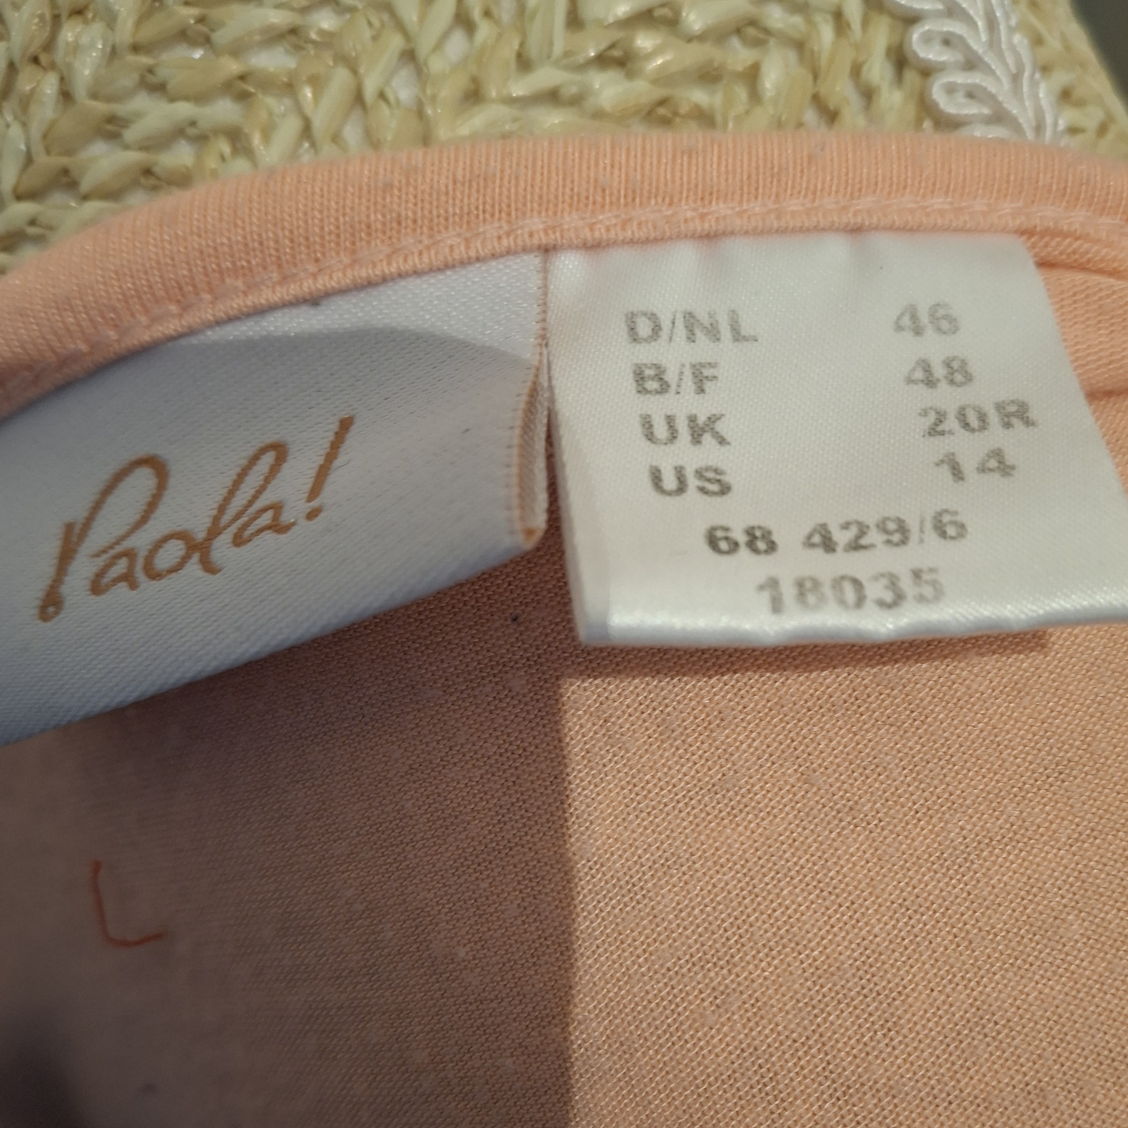 Paola!
D/NL 46
B/F 48
UK 20R
US 14
68 429/6
18035
L